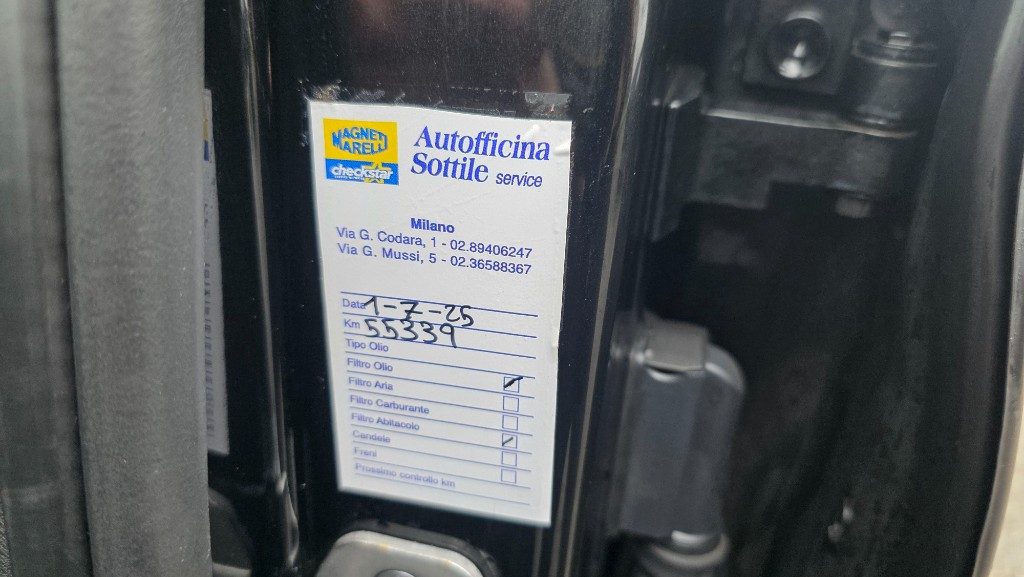 MAGNETI
MARELLI
checkstar
Autofficina
Sottile service
Milano
Via G. Codara, 1 - 02.89406247
Via G. Mussi, 5 - 02.36588367
Data 1-7-25
Km 55339
Tipo Olio
Filtro Olio
Filtro Aria
Filtro Carburante
Filtro Abitacolo
Candele
Freni
Prossimo controllo km